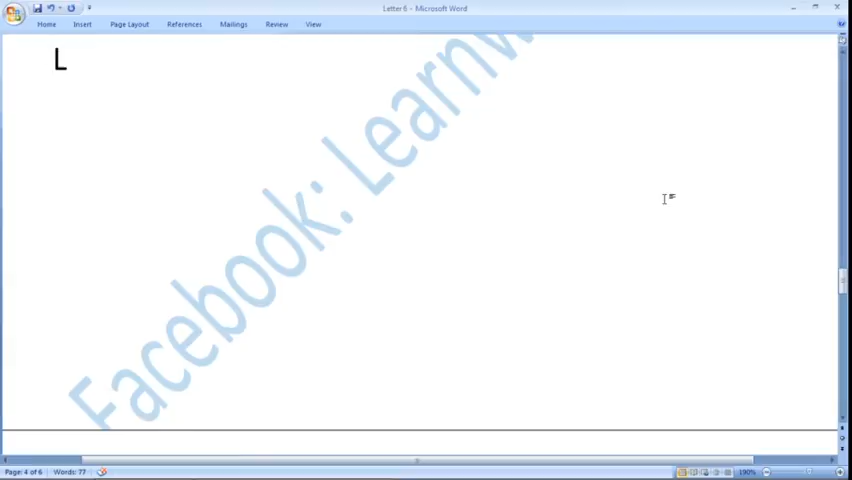 Letter 6 - Microsoft Word
Home Insert Page Layout References Mailings Review View
L
Facebook: Learnw
Page: 4 of 6 Words: 77 190%